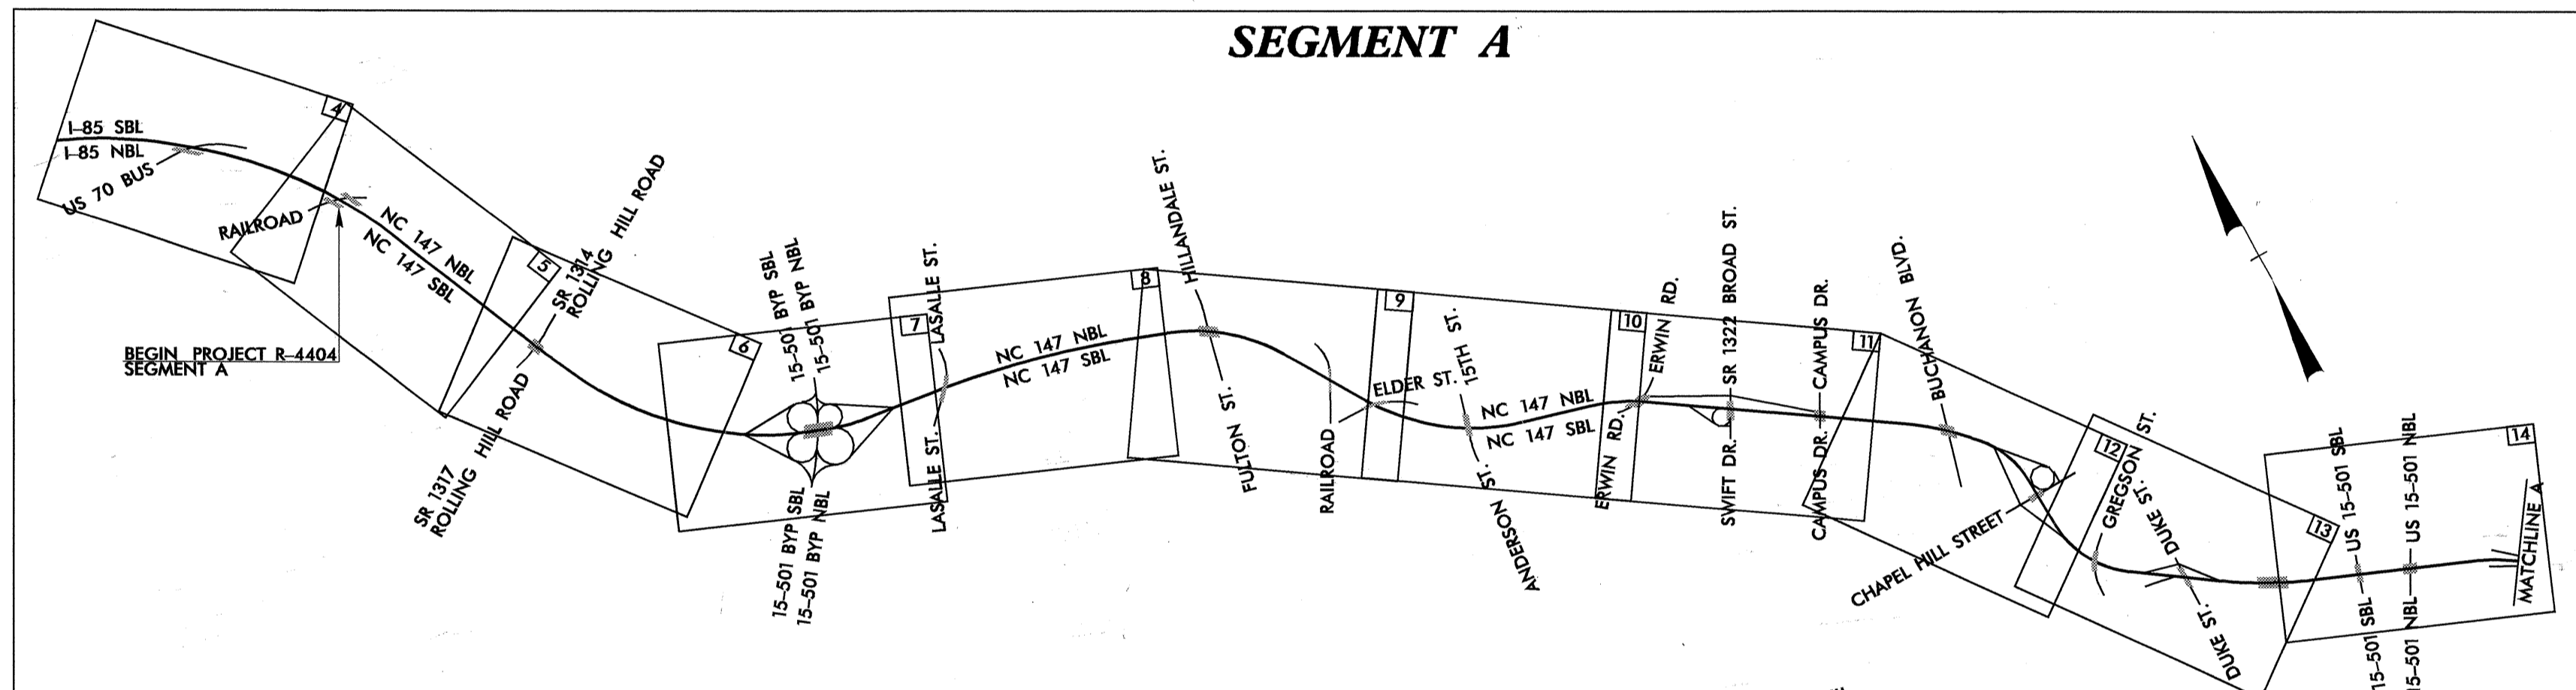 SEGMENT A
4
I-85 SBL
I-85 NBL
US 70 BUS
RAILROAD
NC 147 NBL
NC 147 SBL
BEGIN PROJECT R-4404
SEGMENT A
5
SR 1314
ROLLING HILL ROAD
SR 1317
ROLLING HILL ROAD
6
15-501 BYP SBL
15-501 BYP NBL
15-501 BYP SBL
15-501 BYP NBL
7
LASALLE ST.
LASALLE ST.
NC 147 NBL
NC 147 SBL
8
HILLANDALE ST.
FULTON ST.
RAILROAD
9
ELDER ST.
15TH ST.
ANDERSON ST.
NC 147 NBL
NC 147 SBL
10
ERWIN RD.
ERWIN RD.
SR 1322 BROAD ST.
SWIFT DR.
CAMPUS DR.
CAMPUS DR.
11
BUCHANON BLVD.
CHAPEL HILL STREET
12
GREGSON ST.
DUKE ST.
DUKE ST.
13
US 15-501 SBL
15-501 SBL
US 15-501 NBL
15-501 NBL
14
MATCHLINE A